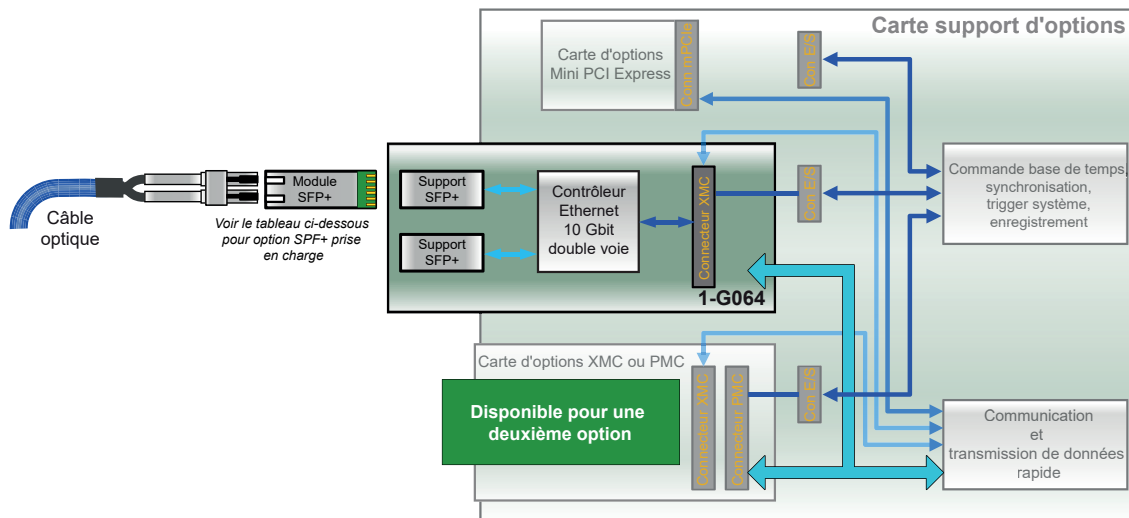 Carte support d'options
Carte d'options
Mini PCI Express
Conn mPCIe
Con E/S
Commande base de temps,
synchronisation,
trigger système,
enregistrement
Câble
optique
Module
SFP+
Voir le tableau ci-dessous
pour option SPF+ prise
en charge
Support
SFP+
Support
SFP+
Contrôleur
Ethernet
10 Gbit
double voie
Connecteur XMC
Con E/S
1-G064
Carte d'options XMC ou PMC
Disponible pour une
deuxième option
Connecteur XMC
Connecteur PMC
Con E/S
Communication
et
transmission de données
rapide